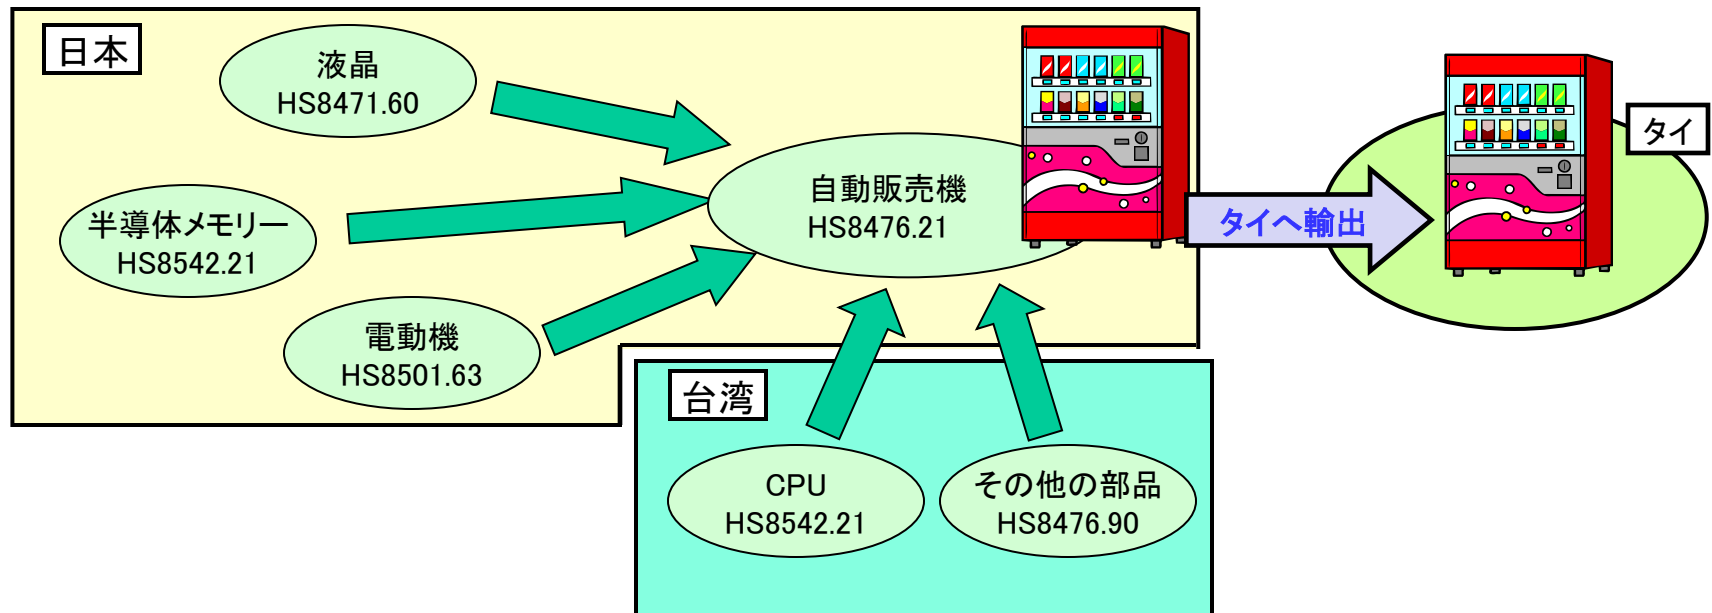 日本
液晶
HS8471.60
半導体メモリー
HS8542.21
電動機
HS8501.63
自動販売機
HS8476.21
タイへ輸出
タイ
台湾
CPU
HS8542.21
その他の部品
HS8476.90